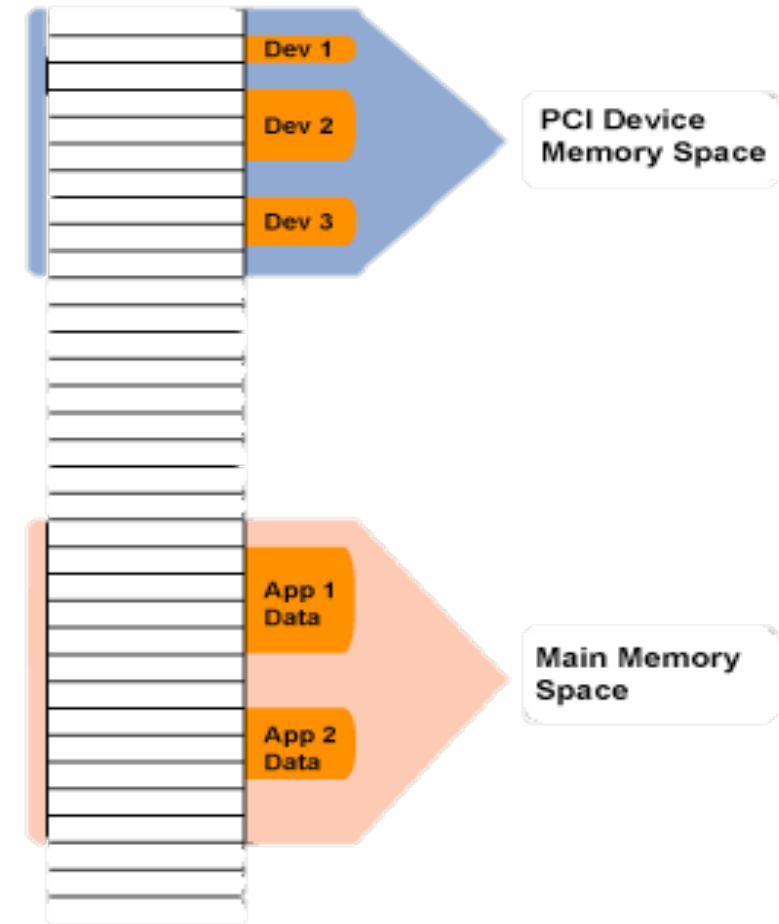 Dev 1
Dev 2
PCI Device
Memory Space
Dev 3
App 1
Data
Main Memory
Space
App 2
Data